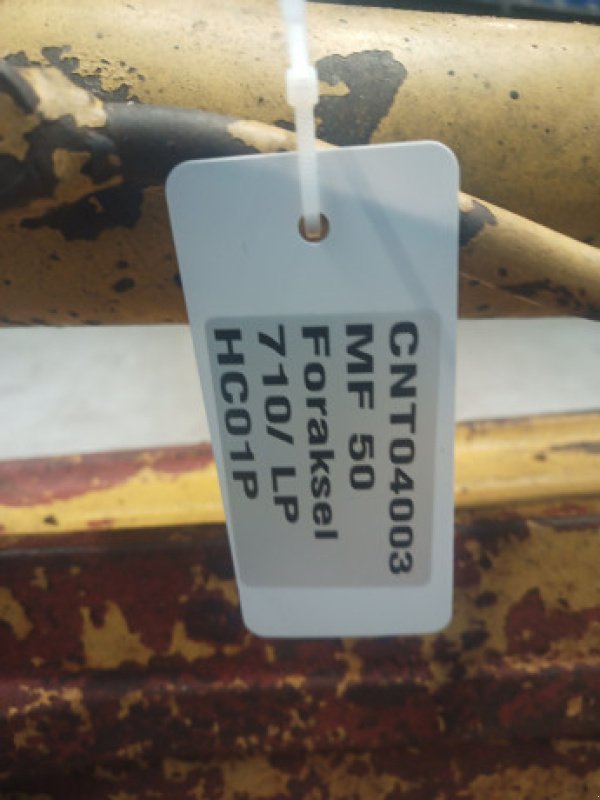 CNT04003
MF 50
Foraksel
710/ LP
HC01P